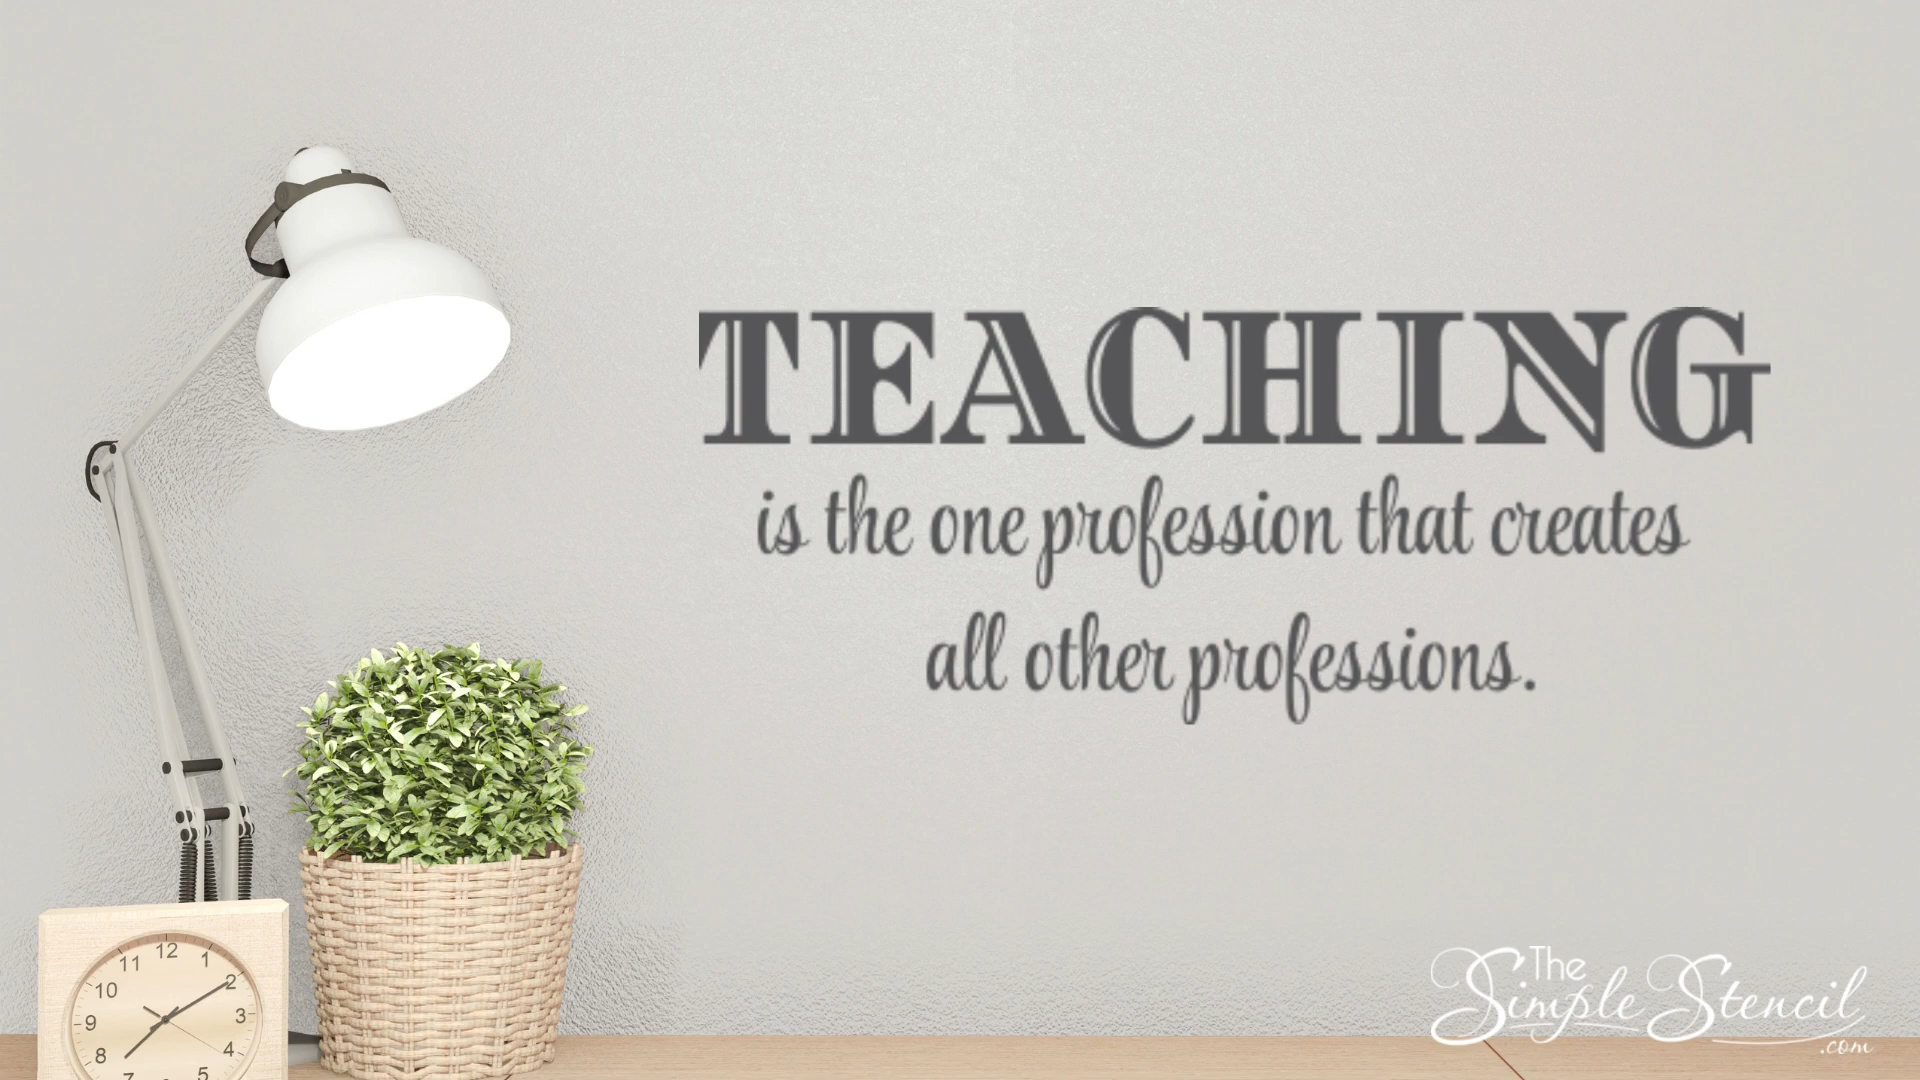 TEACHING
is the one profession that creates
all other professions.
12
11
1
10
2
9
3
8
4
7
5
The
Simple Stencil
.com